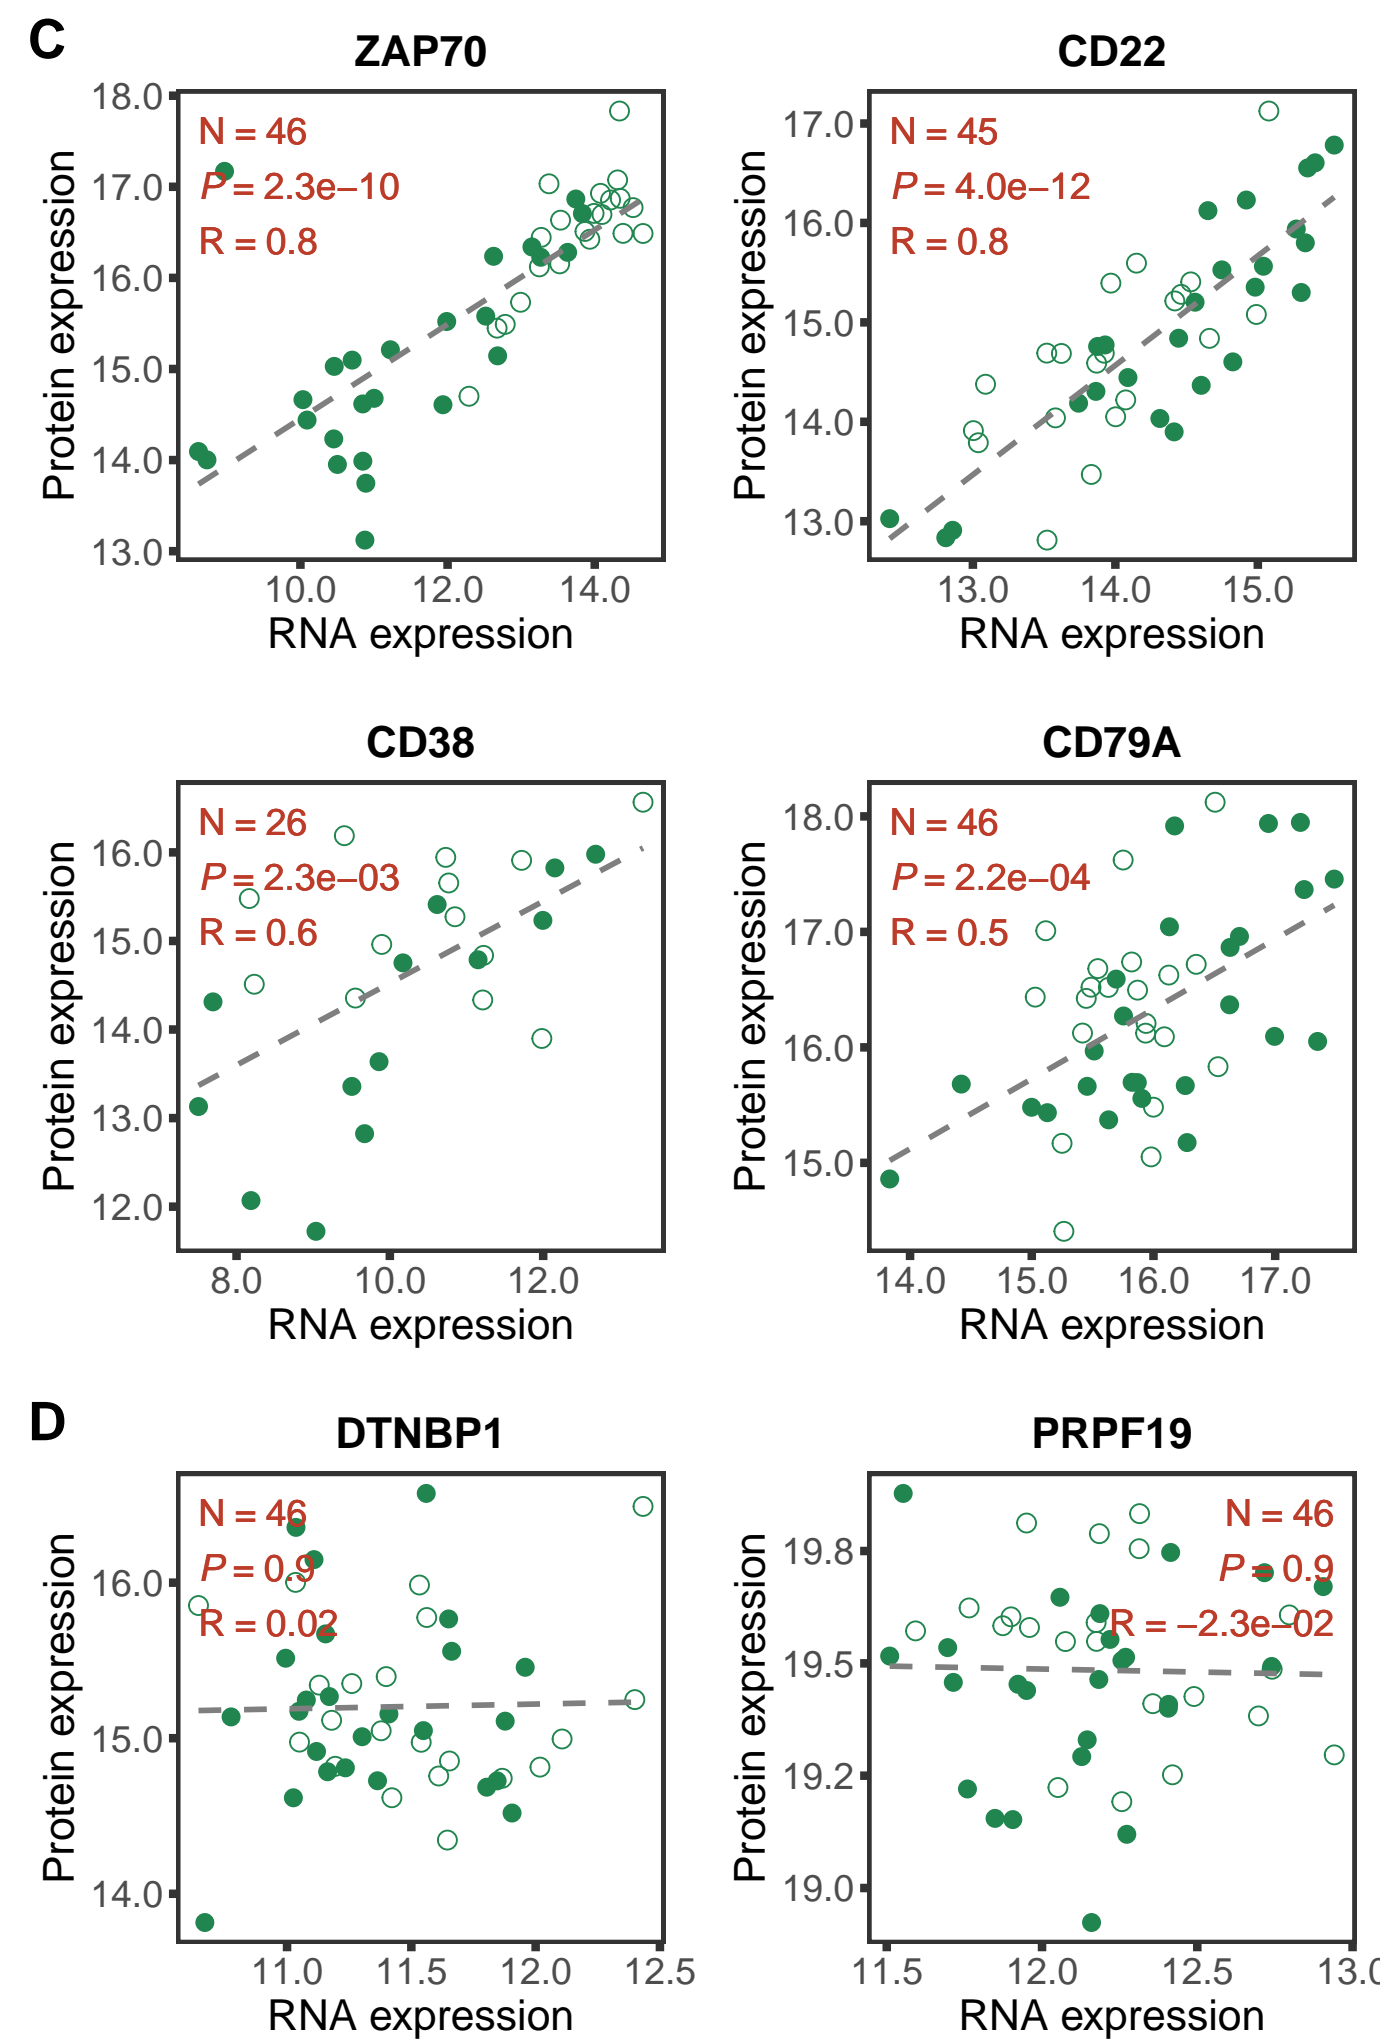 C
ZAP70
N = 46
P = 2.3e−10
R = 0.8
18.0
17.0
16.0
15.0
14.0
13.0
Protein expression
10.0 12.0 14.0
RNA expression
CD22
N = 45
P = 4.0e−12
R = 0.8
17.0
16.0
15.0
14.0
13.0
Protein expression
13.0 14.0 15.0
RNA expression
CD38
N = 26
P = 2.3e−03
R = 0.6
16.0
15.0
14.0
13.0
12.0
Protein expression
8.0 10.0 12.0
RNA expression
CD79A
N = 46
P = 2.2e−04
R = 0.5
18.0
17.0
16.0
15.0
Protein expression
14.0 15.0 16.0 17.0
RNA expression
D
DTNBP1
N = 46
P = 0.9
R = 0.02
16.0
15.0
14.0
Protein expression
11.0 11.5 12.0 12.5
RNA expression
PRPF19
N = 46
P = 0.9
R = −2.3e−02
19.8
19.5
19.2
19.0
Protein expression
11.5 12.0 12.5 13.0
RNA expression